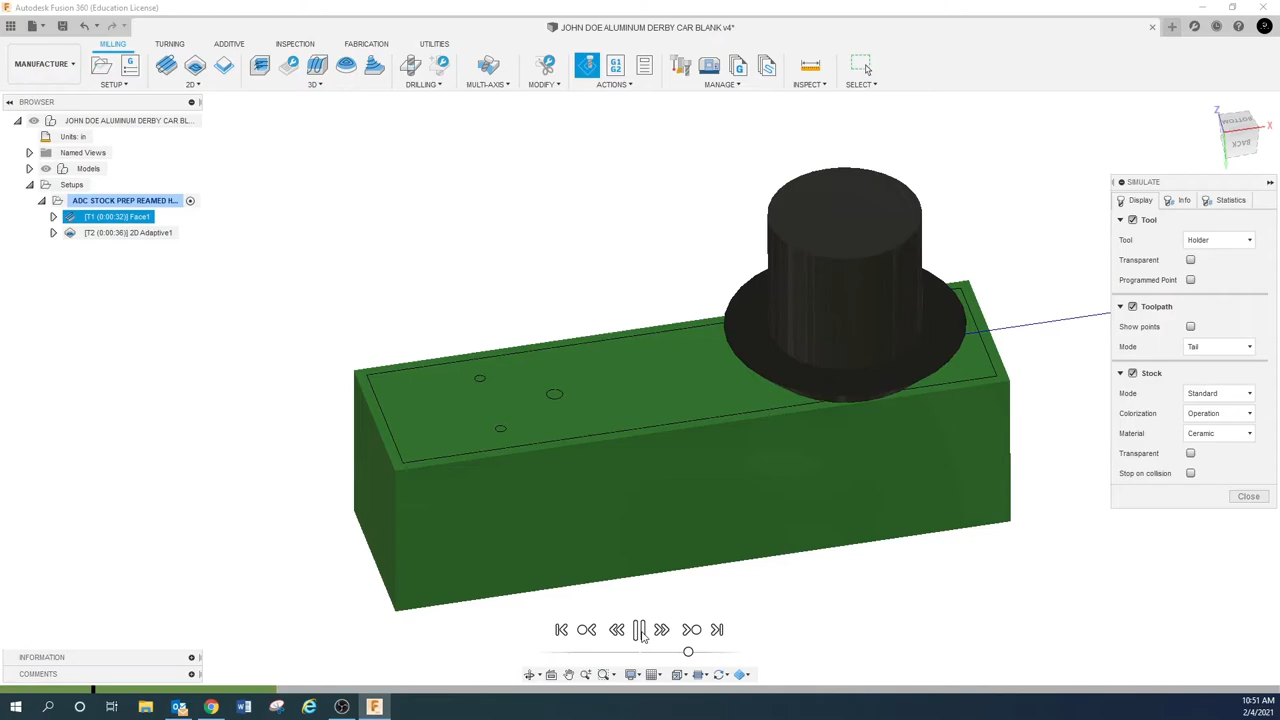 Autodesk Fusion 360 (Education License)
JOHN DOE ALUMINUM DERBY CAR BLANK v4*
MILLING TURNING ADDITIVE INSPECTION FABRICATION UTILITIES
MANUFACTURE
G1
G2
SETUP 2D 3D DRILLING MULTI-AXIS MODIFY ACTIONS MANAGE INSPECT SELECT
BROWSER
JOHN DOE ALUMINUM DERBY CAR BL...
Units: in
Named Views
Models
Setups
ADC STOCK PREP REAMED H...
[T1 (0:00:32)] Face1
[T2 (0:00:36)] 2D Adaptive1
Z
X
BOTTOM
BACK
SIMULATE
Display Info Statistics
Tool
Tool Holder
Transparent
Programmed Point
Toolpath
Show points
Mode Tail
Stock
Mode Standard
Colorization Operation
Material Ceramic
Transparent
Stop on collision
Close
INFORMATION
COMMENTS
10:51 AM
2/4/2021